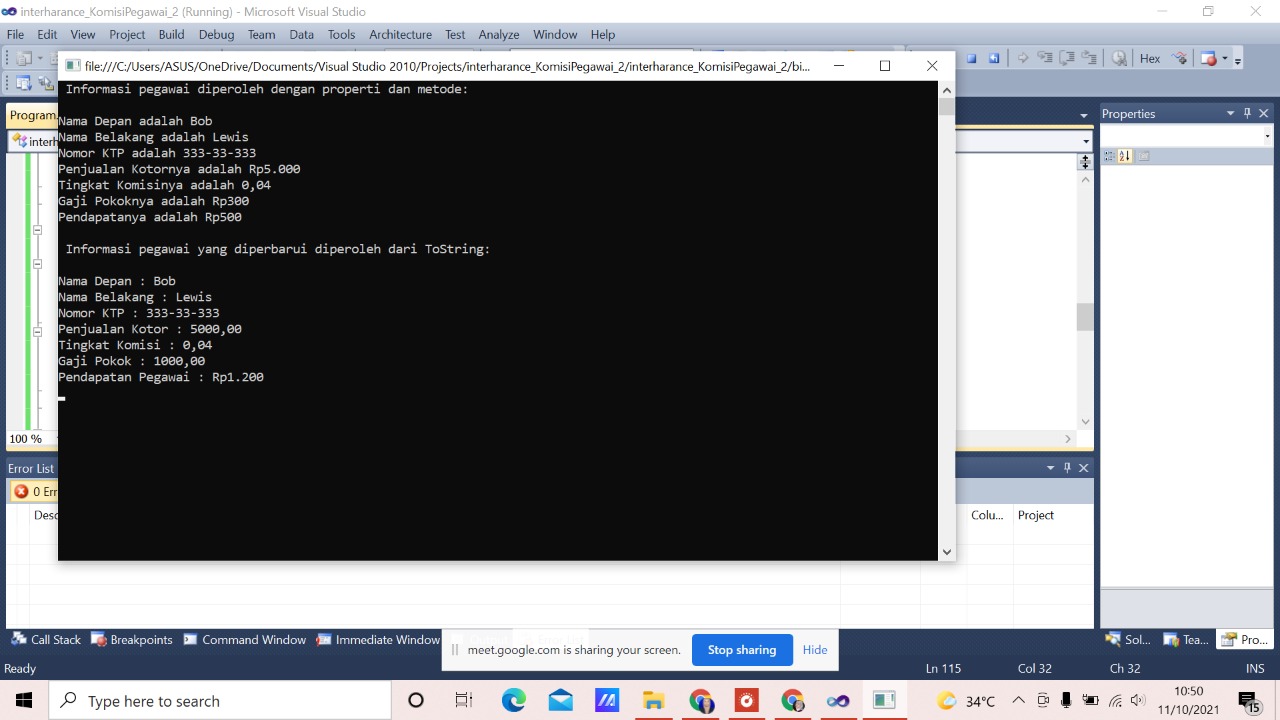 interharance_KomisiPegawai_2 (Running) - Microsoft Visual Studio
File Edit View Project Build Debug Team Data Tools Architecture Test Analyze Window Help
Hex
file:///C:/Users/ASUS/OneDrive/Documents/Visual Studio 2010/Projects/interharance_KomisiPegawai_2/interharance_KomisiPegawai_2/bi...
Informasi pegawai diperoleh dengan properti dan metode:
Nama Depan adalah Bob
Nama Belakang adalah Lewis
Nomor KTP adalah 333-33-333
Penjualan Kotornya adalah Rp5.000
Tingkat Komisinya adalah 0,04
Gaji Pokoknya adalah Rp300
Pendapatanya adalah Rp500
Informasi pegawai yang diperbarui diperoleh dari ToString:
Nama Depan : Bob
Nama Belakang : Lewis
Nomor KTP : 333-33-333
Penjualan Kotor : 5000,00
Tingkat Komisi : 0,04
Gaji Pokok : 1000,00
Pendapatan Pegawai : Rp1.200
Program
interh
Properties
100 %
Error List
0 Err
Desc
Colu... Project
Call Stack Breakpoints Command Window Immediate Window
Sol... Tea... Pro...
meet.google.com is sharing your screen. Stop sharing Hide
Ready Ln 115 Col 32 Ch 32 INS
Type here to search
34°C
10:50
11/10/2021
15